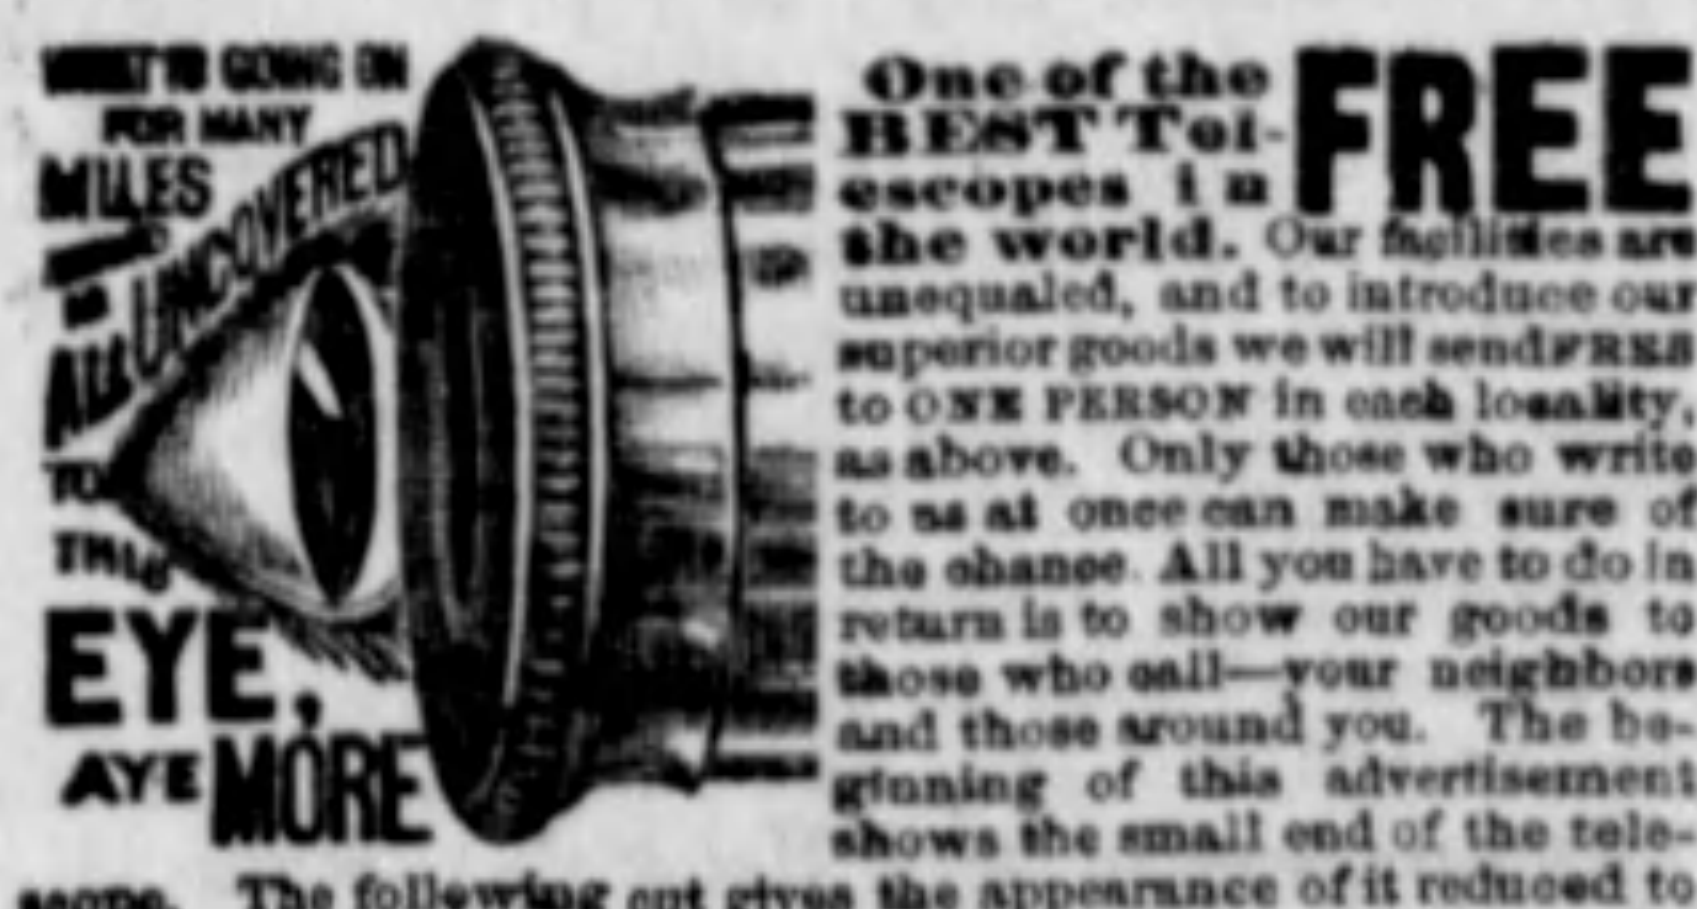 WHAT IS GOING ON
FOR MANY
MILES
IS
ALL UNCOVERED
TO
THIS
EYE,
AYE MORE
One of the FREE
BEST Tel-
escopes in
the world. Our facilities are
unequaled, and to introduce our
superior goods we will send FREE
to ONE PERSON in each locality,
as above. Only those who write
to us at once can make sure of
the chance. All you have to do in
return is to show our goods to
those who call—your neighbors
and those around you. The be-
ginning of this advertisement
shows the small end of the tele-
scope. The following cut gives the appearance of it reduced to